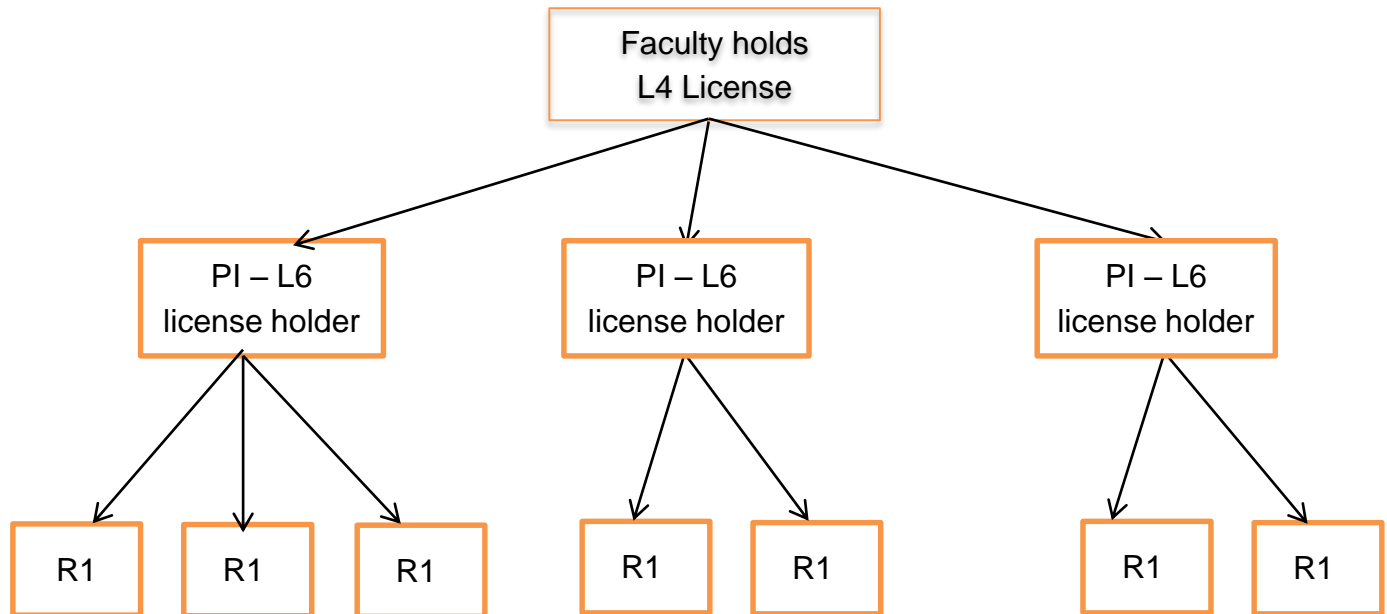 Faculty holds
L4 License
PI – L6
license holder
PI – L6
license holder
PI – L6
license holder
R1
R1
R1
R1
R1
R1
R1